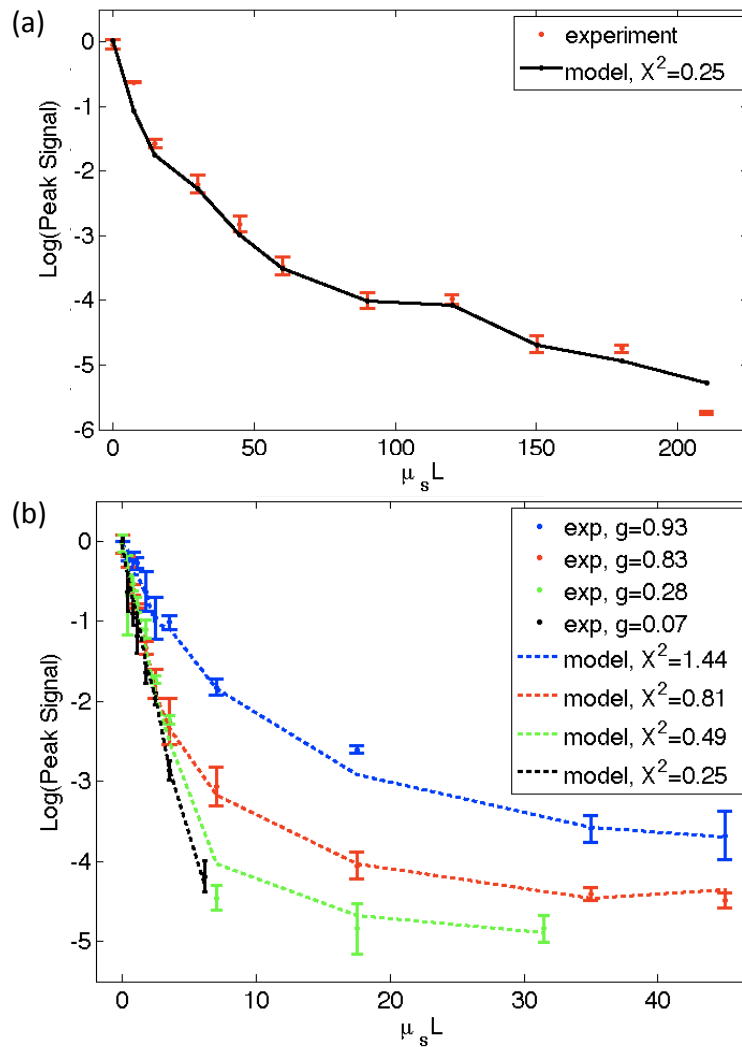 (a)
experiment
model, X²=0.25
0
-1
-2
-3
-4
-5
-6
Log(Peak Signal)
0
50
100
150
200
μ_s L
(b)
exp, g=0.93
exp, g=0.83
exp, g=0.28
exp, g=0.07
model, X²=1.44
model, X²=0.81
model, X²=0.49
model, X²=0.25
0
-1
-2
-3
-4
-5
Log(Peak Signal)
0
10
20
30
40
μ_s L